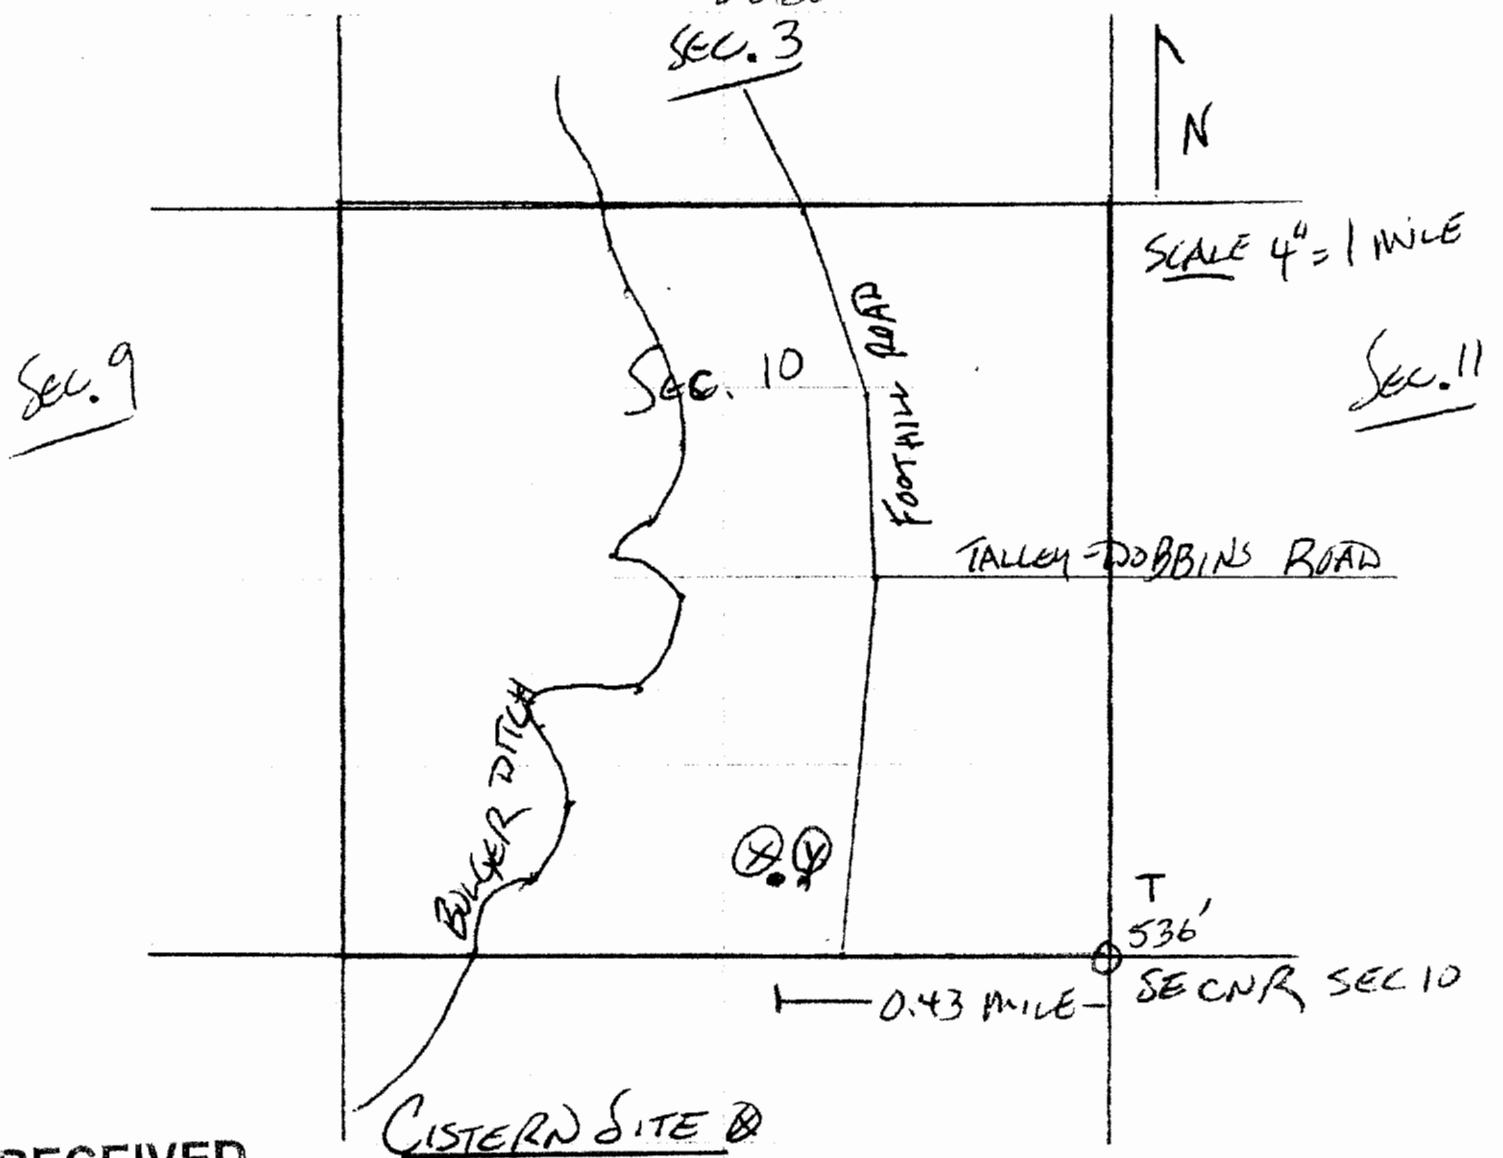 SEC. 3
N
SCALE 4" = 1 MILE
SEC. 9
SEC. 10
SEC. 11
FOOTHILL ROAD
TALLEY-DOBBINS ROAD
DITCH
X Y
T
536'
SE CNR SEC 10
0.43 MILE
CISTERN SITE X
RECEIVED